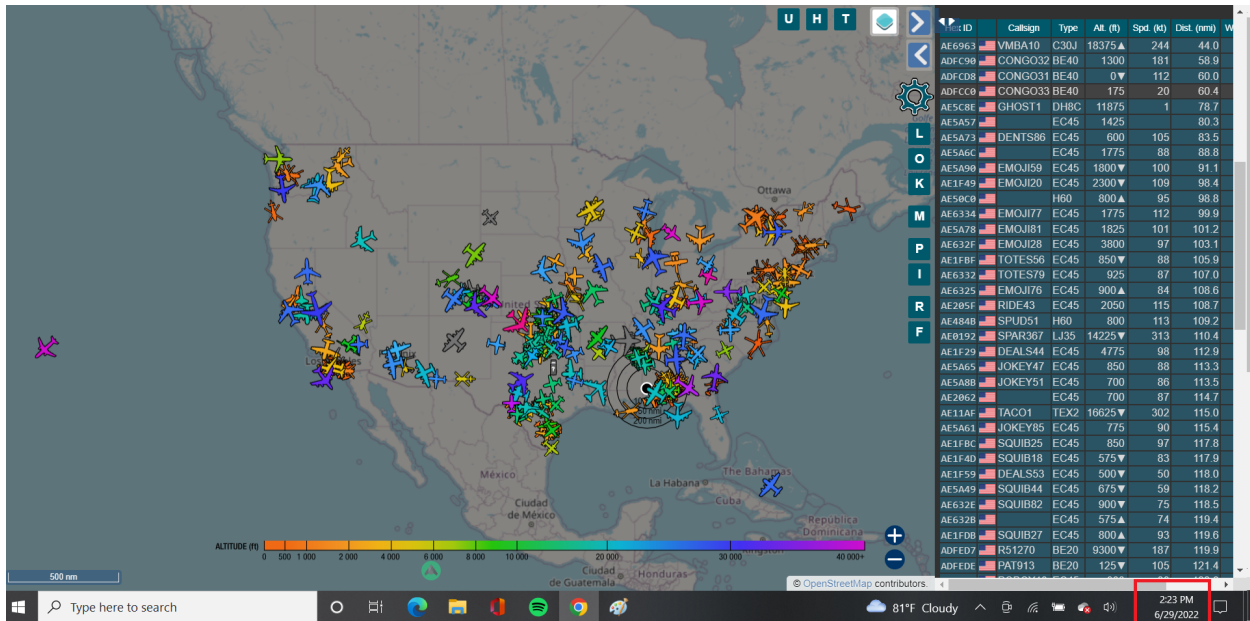 U H T
L
O
K
M
P
I
R
F
Ottawa
México
Ciudad
de México
La Habana
The Bahamas
Cuba
República
Dominicana
Ciudad
de Guatemala
Honduras
200 nmi
ALTITUDE (ft)
0 500 1 000 2 000 4 000 6 000 8 000 10 000 20 000 30 000 40 000+
500 nm
© OpenStreetMap contributors.
Hex ID Callsign Type Alt. (ft) Spd. (kt) Dist. (nmi) W
AE6963 VMBA10 C30J 18375▲ 244 44.0
ADFC90 CONGO32 BE40 1300 181 58.9
ADFCD8 CONGO31 BE40 0▼ 112 60.0
ADFCC0 CONGO33 BE40 175 20 60.4
AE5C8E GHOST1 DH8C 11875 1 78.7
AE5A57 EC45 1425 80.3
AE5A73 DENTS86 EC45 600 105 83.5
AE5A6C EC45 1775 88 88.8
AE5A90 EMOJI59 EC45 1800▼ 100 91.1
AE1F49 EMOJI20 EC45 2300▼ 109 98.4
AE50C0 H60 800▲ 95 98.8
AE6334 EMOJI77 EC45 1775 112 99.9
AE5A78 EMOJI81 EC45 1825 101 101.2
AE632F EMOJI28 EC45 3800 97 103.1
AE1FBF TOTES56 EC45 850▼ 88 105.9
AE6332 TOTES79 EC45 925 87 107.0
AE6325 EMOJI76 EC45 900▲ 84 108.6
AE205F RIDE43 EC45 2050 115 108.7
AE484B SPUD51 H60 800 113 109.2
AE0192 SPAR367 LJ35 14225▼ 313 110.4
AE1F29 DEALS44 EC45 4775 98 112.9
AE5A65 JOKEY47 EC45 850 88 113.3
AE5A8B JOKEY51 EC45 700 86 113.5
AE2062 EC45 700 87 114.7
AE11AF TACO1 TEX2 16625▼ 302 115.0
AE5A61 JOKEY85 EC45 775 90 115.4
AE1FBC SQUIB25 EC45 850 97 117.8
AE1F4D SQUIB18 EC45 575▼ 83 117.9
AE1F59 DEALS53 EC45 500▼ 50 118.0
AE5A49 SQUIB44 EC45 675▼ 59 118.2
AE632E SQUIB82 EC45 900▼ 75 118.5
AE632B EC45 575▲ 74 119.4
AE1FDB SQUIB27 EC45 800▲ 93 119.6
ADFED7 R51270 BE20 9300▼ 187 119.9
ADFEDE PAT913 BE20 125▼ 105 121.4
Type here to search
81°F Cloudy
2:23 PM
6/29/2022